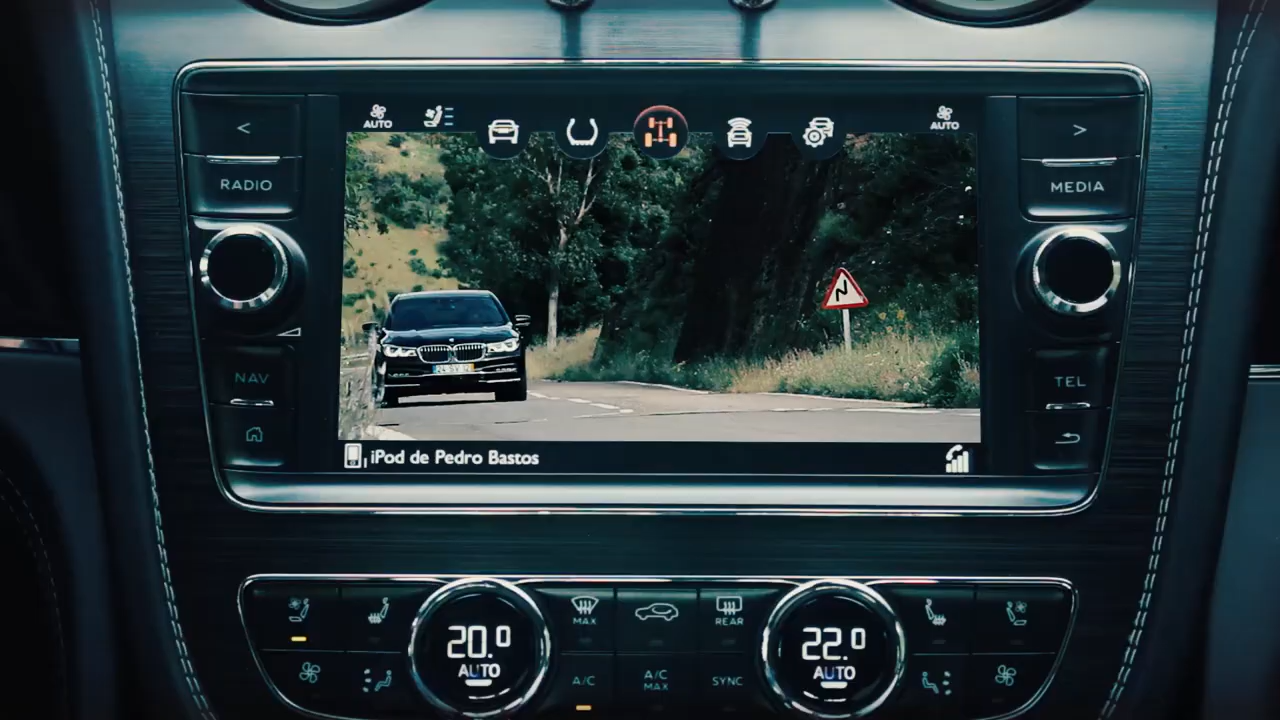 AUTO
AUTO
<
>
RADIO
MEDIA
NAV
TEL
iPod de Pedro Bastos
MAX
REAR
20.0
AUTO
22.0
AUTO
A/C
A/C
MAX
SYNC